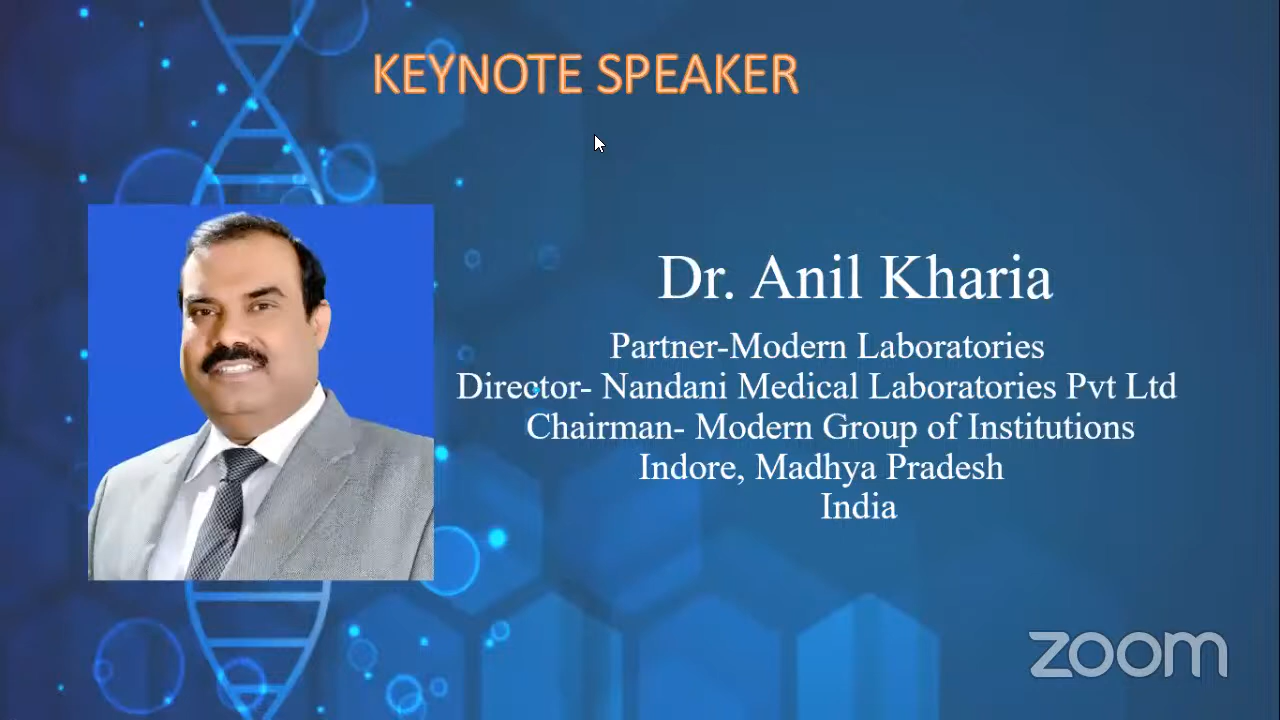 KEYNOTE SPEAKER
Dr. Anil Kharia
Partner-Modern Laboratories
Director- Nandani Medical Laboratories Pvt Ltd
Chairman- Modern Group of Institutions
Indore, Madhya Pradesh
India
zoom